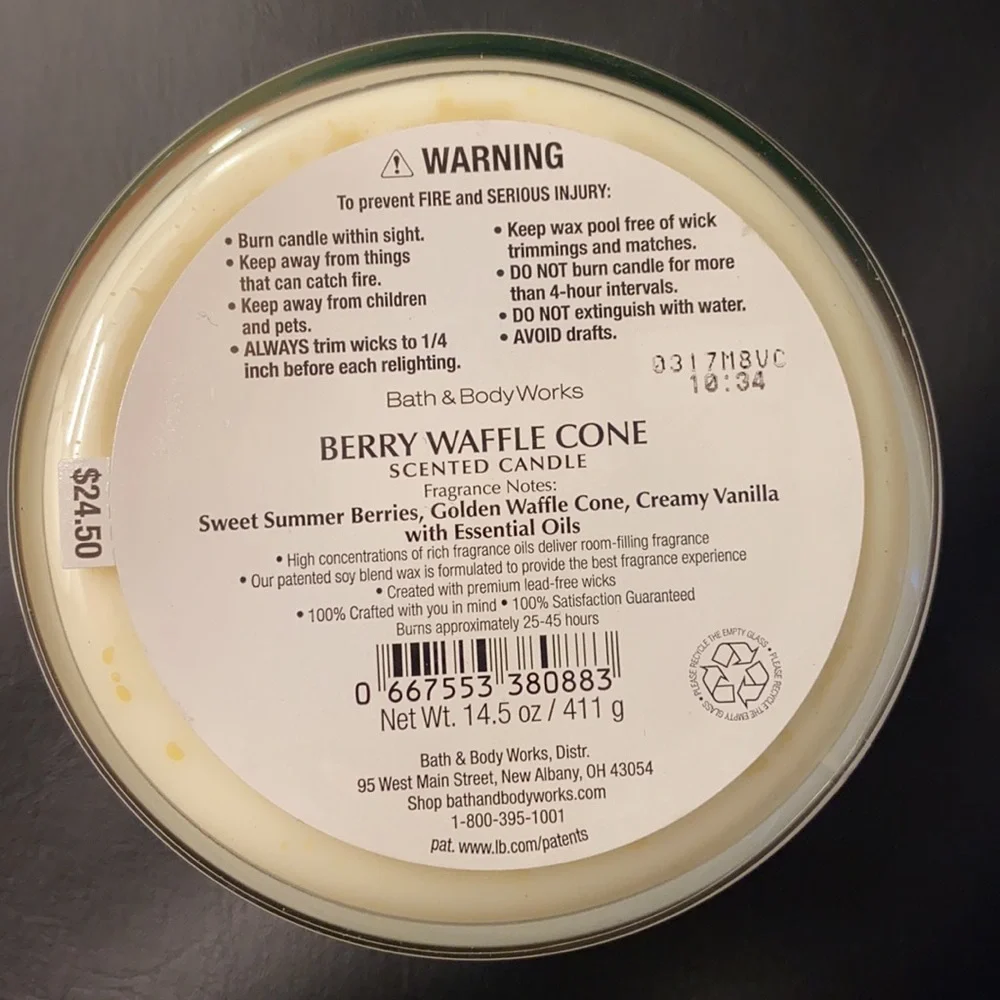 WARNING
To prevent FIRE and SERIOUS INJURY:
• Burn candle within sight.
• Keep away from things
that can catch fire.
• Keep away from children
and pets.
• ALWAYS trim wicks to 1/4
inch before each relighting.
• Keep wax pool free of wick
trimmings and matches.
• DO NOT burn candle for more
than 4-hour intervals.
• DO NOT extinguish with water.
• AVOID drafts.
0317M8VC
10:34
Bath & Body Works
BERRY WAFFLE CONE
SCENTED CANDLE
Fragrance Notes:
Sweet Summer Berries, Golden Waffle Cone, Creamy Vanilla
with Essential Oils
• High concentrations of rich fragrance oils deliver room-filling fragrance
• Our patented soy blend wax is formulated to provide the best fragrance experience
• Created with premium lead-free wicks
• 100% Crafted with you in mind • 100% Satisfaction Guaranteed
Burns approximately 25-45 hours
0 667553 380883
Net Wt. 14.5 oz / 411 g
PLEASE RECYCLE THE EMPTY GLASS • PLEASE RECYCLE THE EMPTY GLASS •
Bath & Body Works, Distr.
95 West Main Street, New Albany, OH 43054
Shop bathandbodyworks.com
1-800-395-1001
pat. www.lb.com/patents
$24.50